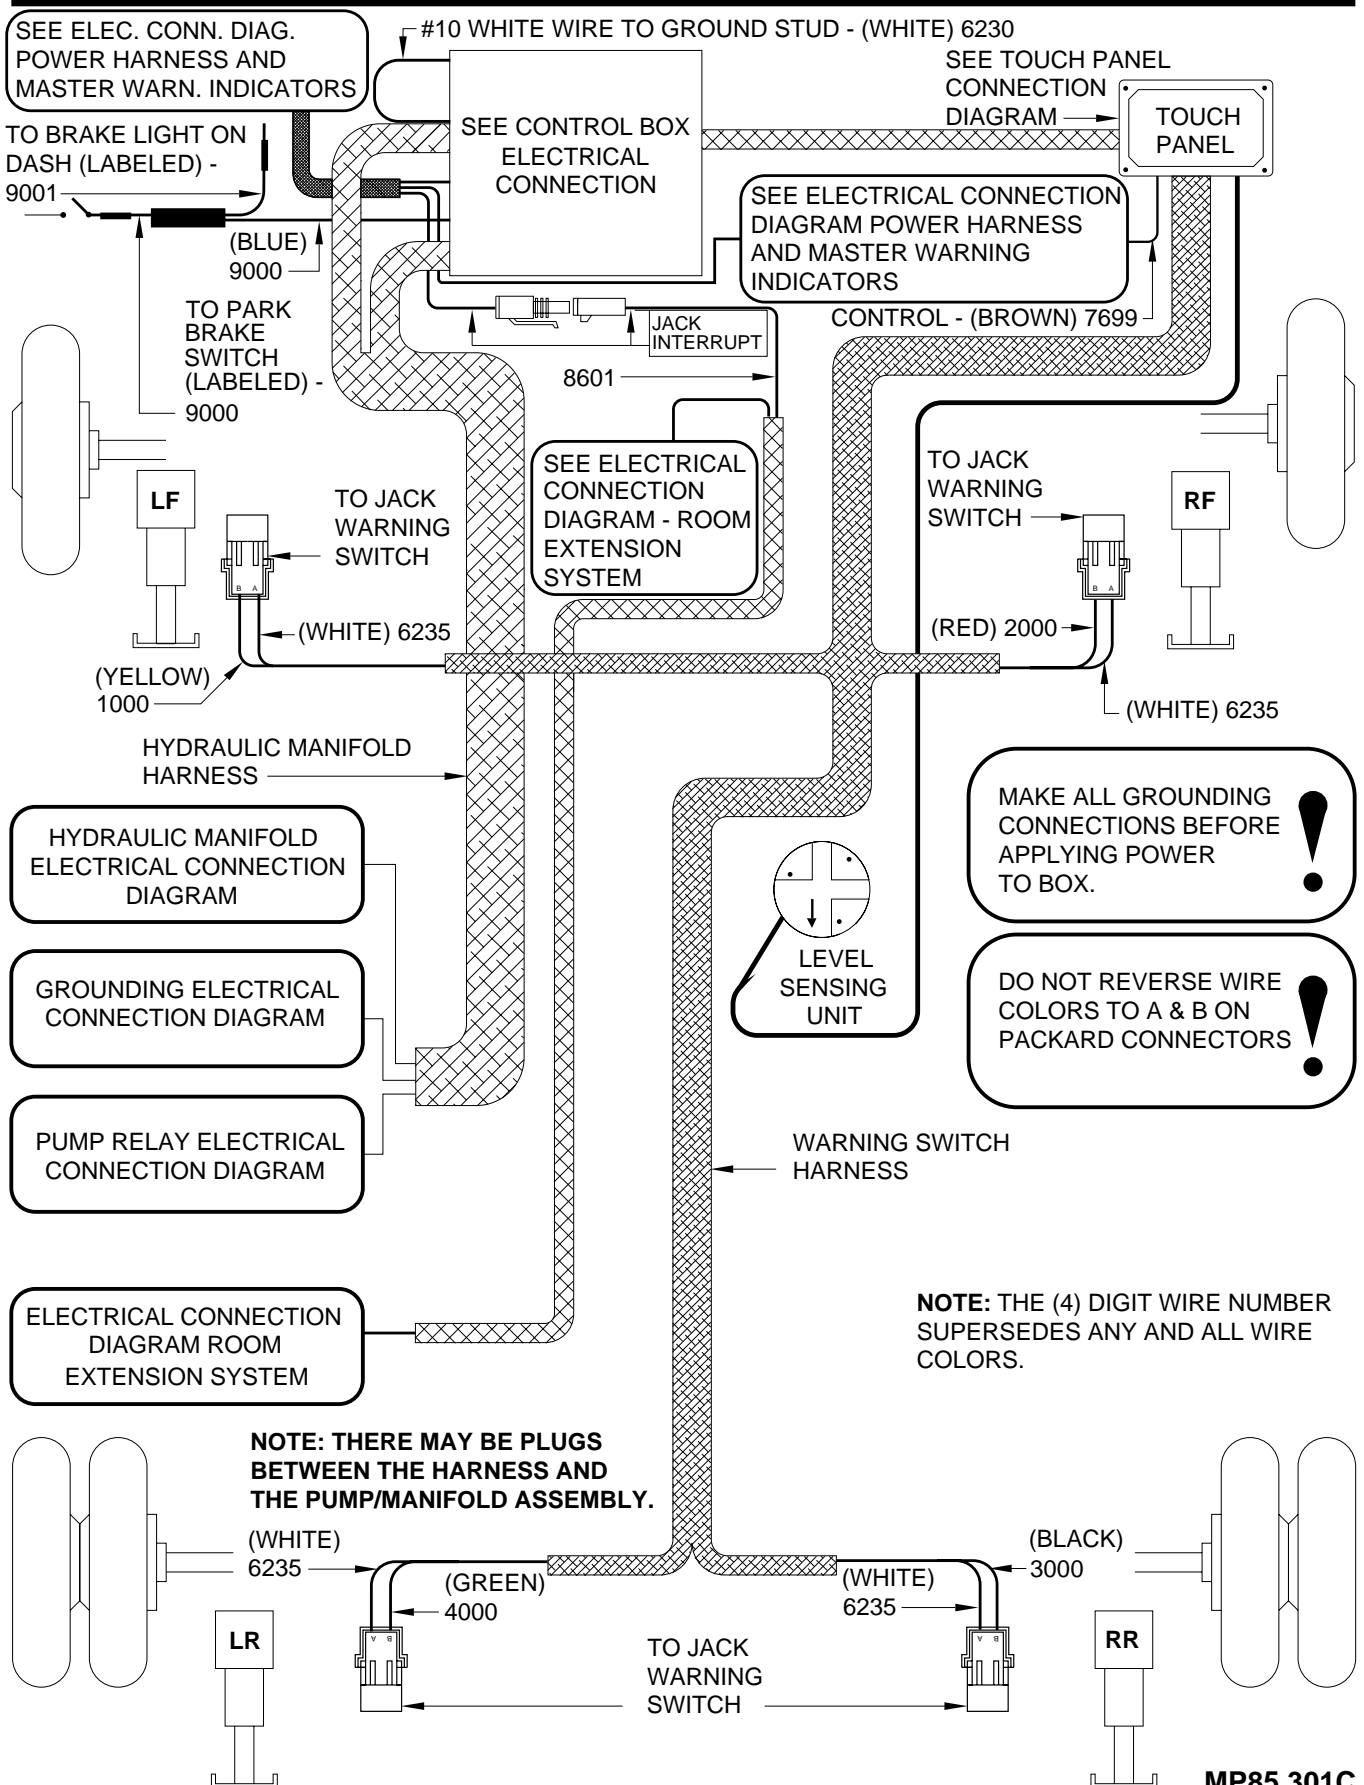 SEE ELEC. CONN. DIAG.
POWER HARNESS AND
MASTER WARN. INDICATORS
#10 WHITE WIRE TO GROUND STUD - (WHITE) 6230
SEE CONTROL BOX
ELECTRICAL
CONNECTION
SEE TOUCH PANEL
CONNECTION
DIAGRAM
TOUCH
PANEL
TO BRAKE LIGHT ON
DASH (LABELED) -
9001
(BLUE)
9000
SEE ELECTRICAL CONNECTION
DIAGRAM POWER HARNESS
AND MASTER WARNING
INDICATORS
TO PARK
BRAKE
SWITCH
(LABELED) -
9000
JACK
INTERRUPT
CONTROL - (BROWN) 7699
8601
SEE ELECTRICAL
CONNECTION
DIAGRAM - ROOM
EXTENSION
SYSTEM
LF
TO JACK
WARNING
SWITCH
B A
(WHITE) 6235
(YELLOW)
1000
TO JACK
WARNING
SWITCH
RF
B A
(RED) 2000
(WHITE) 6235
HYDRAULIC MANIFOLD
HARNESS
HYDRAULIC MANIFOLD
ELECTRICAL CONNECTION
DIAGRAM
GROUNDING ELECTRICAL
CONNECTION DIAGRAM
PUMP RELAY ELECTRICAL
CONNECTION DIAGRAM
LEVEL
SENSING
UNIT
MAKE ALL GROUNDING
CONNECTIONS BEFORE
APPLYING POWER
TO BOX.
!
DO NOT REVERSE WIRE
COLORS TO A & B ON
PACKARD CONNECTORS
!
WARNING SWITCH
HARNESS
ELECTRICAL CONNECTION
DIAGRAM ROOM
EXTENSION SYSTEM
NOTE: THE (4) DIGIT WIRE NUMBER
SUPERSEDES ANY AND ALL WIRE
COLORS.
NOTE: THERE MAY BE PLUGS
BETWEEN THE HARNESS AND
THE PUMP/MANIFOLD ASSEMBLY.
(WHITE)
6235
(GREEN)
4000
A B
LR
TO JACK
WARNING
SWITCH
(WHITE)
6235
(BLACK)
3000
A B
RR
MP85.301C